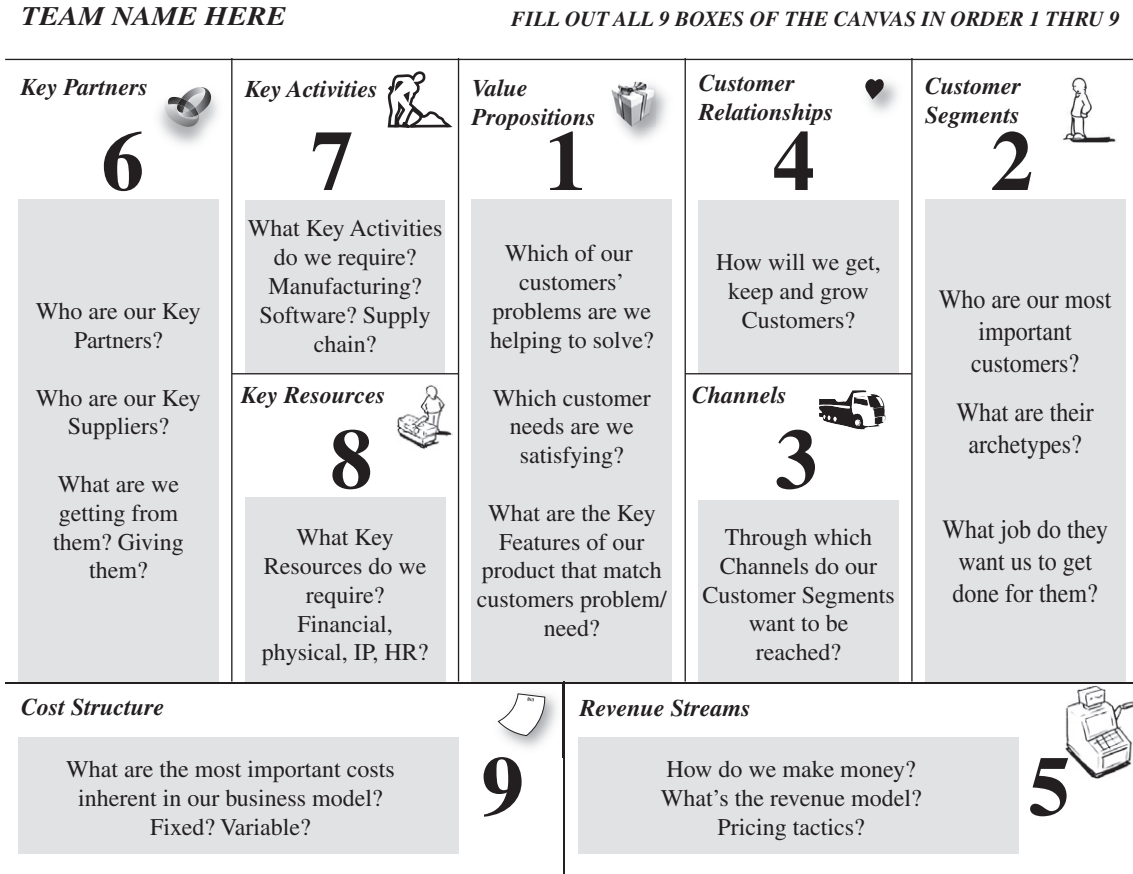 TEAM NAME HERE
FILL OUT ALL 9 BOXES OF THE CANVAS IN ORDER 1 THRU 9
Key Partners
6
Who are our Key
Partners?
Who are our Key
Suppliers?
What are we
getting from
them? Giving
them?
Key Activities
7
What Key Activities
do we require?
Manufacturing?
Software? Supply
chain?
Key Resources
8
What Key
Resources do we
require?
Financial,
physical, IP, HR?
Value
Propositions
1
Which of our
customers’
problems are we
helping to solve?
Which customer
needs are we
satisfying?
What are the Key
Features of our
product that match
customers problem/
need?
Customer
Relationships
4
How will we get,
keep and grow
Customers?
Channels
3
Through which
Channels do our
Customer Segments
want to be
reached?
Customer
Segments
2
Who are our most
important
customers?
What are their
archetypes?
What job do they
want us to get
done for them?
Cost Structure
9
What are the most important costs
inherent in our business model?
Fixed? Variable?
Revenue Streams
5
How do we make money?
What’s the revenue model?
Pricing tactics?